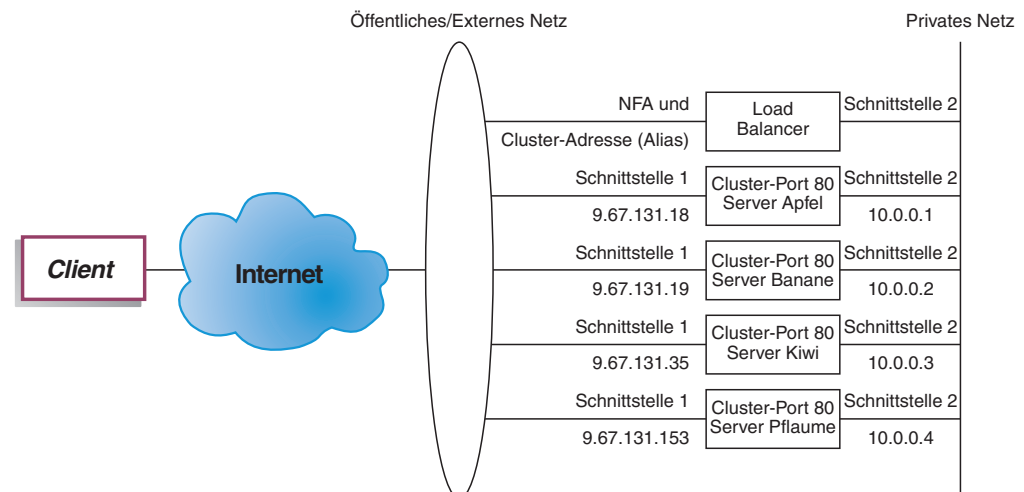 Öffentliches/Externes Netz
Privates Netz
NFA und
Cluster-Adresse (Alias)
Load
Balancer
Schnittstelle 2
Schnittstelle 1
9.67.131.18
Cluster-Port 80
Server Apfel
Schnittstelle 2
10.0.0.1
Schnittstelle 1
9.67.131.19
Cluster-Port 80
Server Banane
Schnittstelle 2
10.0.0.2
Client
Internet
Schnittstelle 1
9.67.131.35
Cluster-Port 80
Server Kiwi
Schnittstelle 2
10.0.0.3
Schnittstelle 1
9.67.131.153
Cluster-Port 80
Server Pflaume
Schnittstelle 2
10.0.0.4